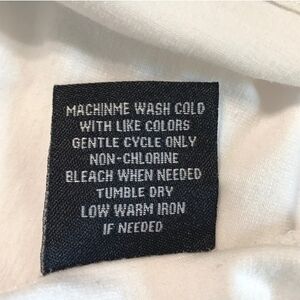 MACHINME WASH COLD
WITH LIKE COLORS
GENTLE CYCLE ONLY
NON-CHLORINE
BLEACH WHEN NEEDED
TUMBLE DRY
LOW WARM IRON
IF NEEDED